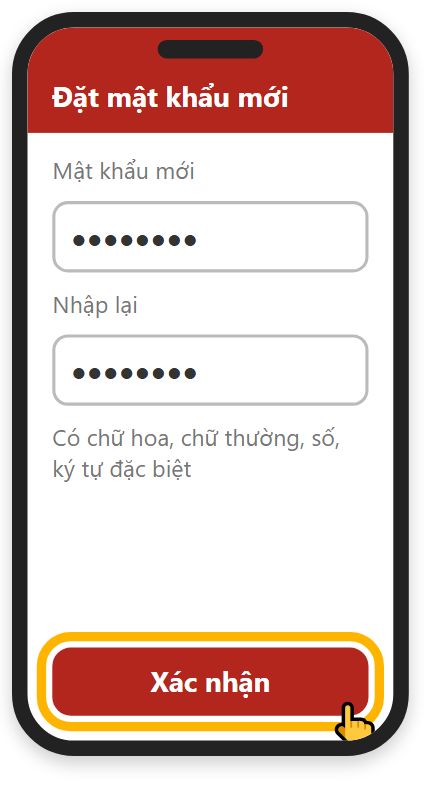 Đặt mật khẩu mới
Mật khẩu mới
●●●●●●●●
Nhập lại
●●●●●●●●
Có chữ hoa, chữ thường, số,
ký tự đặc biệt
Xác nhận